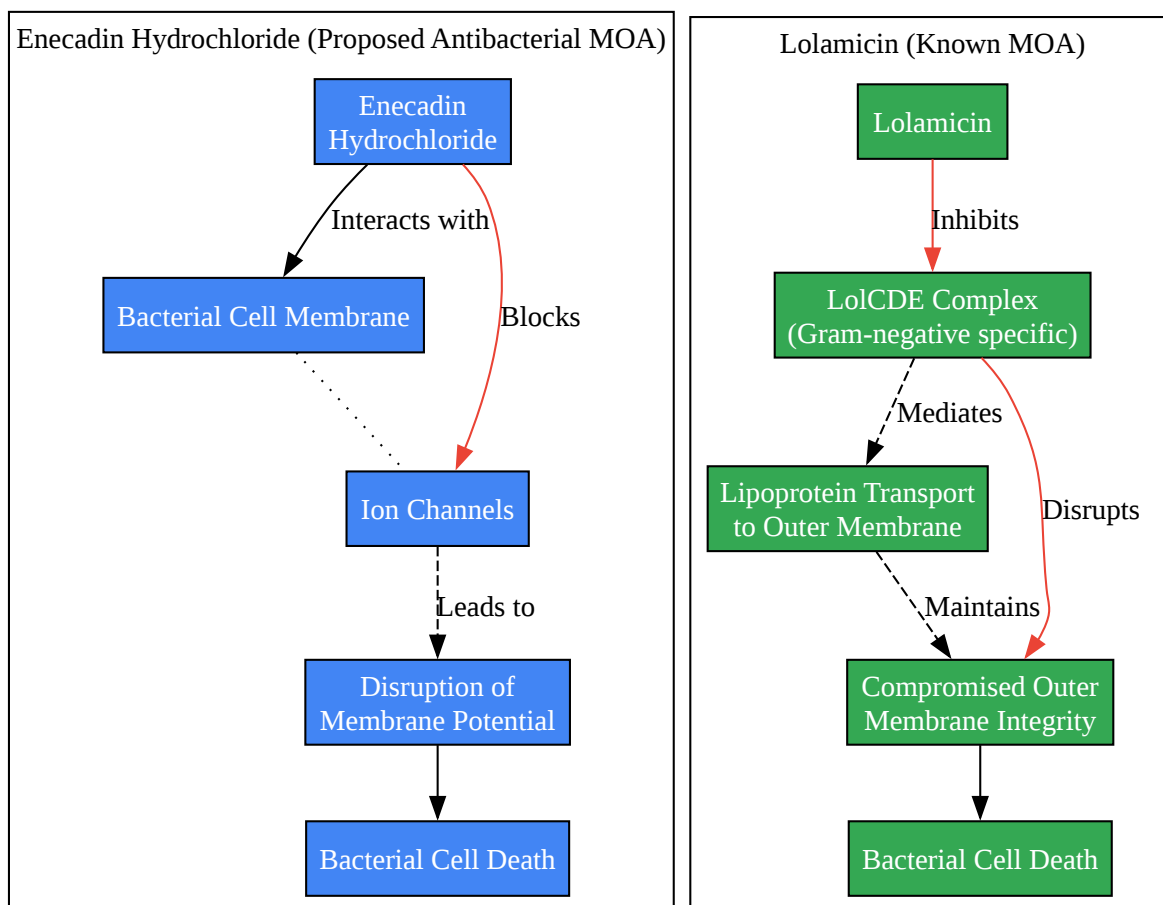 Enecadin Hydrochloride (Proposed Antibacterial MOA)
Enecadin
Hydrochloride
Interacts with
Blocks
Bacterial Cell Membrane
Ion Channels
Leads to
Disruption of
Membrane Potential
Bacterial Cell Death
Lolamicin (Known MOA)
Lolamicin
Inhibits
LolCDE Complex
(Gram-negative specific)
Mediates
Disrupts
Lipoprotein Transport
to Outer Membrane
Maintains
Compromised Outer
Membrane Integrity
Bacterial Cell Death